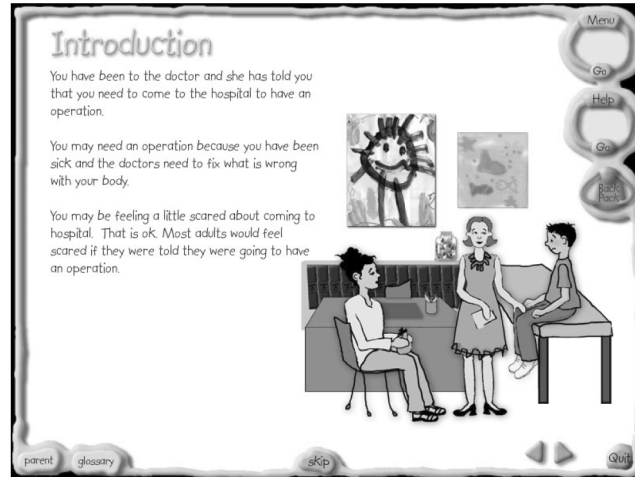 Introduction
You have been to the doctor and she has told you
that you need to come to the hospital to have an
operation.
You may need an operation because you have been
sick and the doctors need to fix what is wrong
with your body.
You may be feeling a little scared about coming to
hospital. That is ok. Most adults would feel
scared if they were told they were going to have
an operation.
Menu
Go
Help
Go
Back
Pack
parent
glossary
skip
Quit